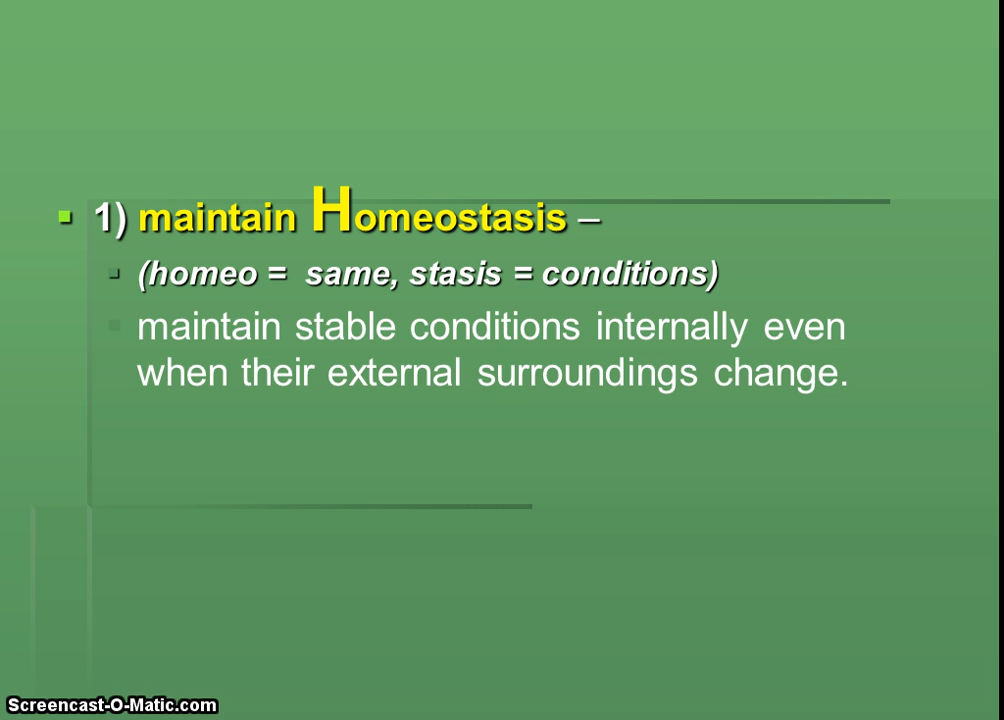 1) maintain Homeostasis –
(homeo = same, stasis = conditions)
maintain stable conditions internally even
when their external surroundings change.
Screencast-O-Matic.com